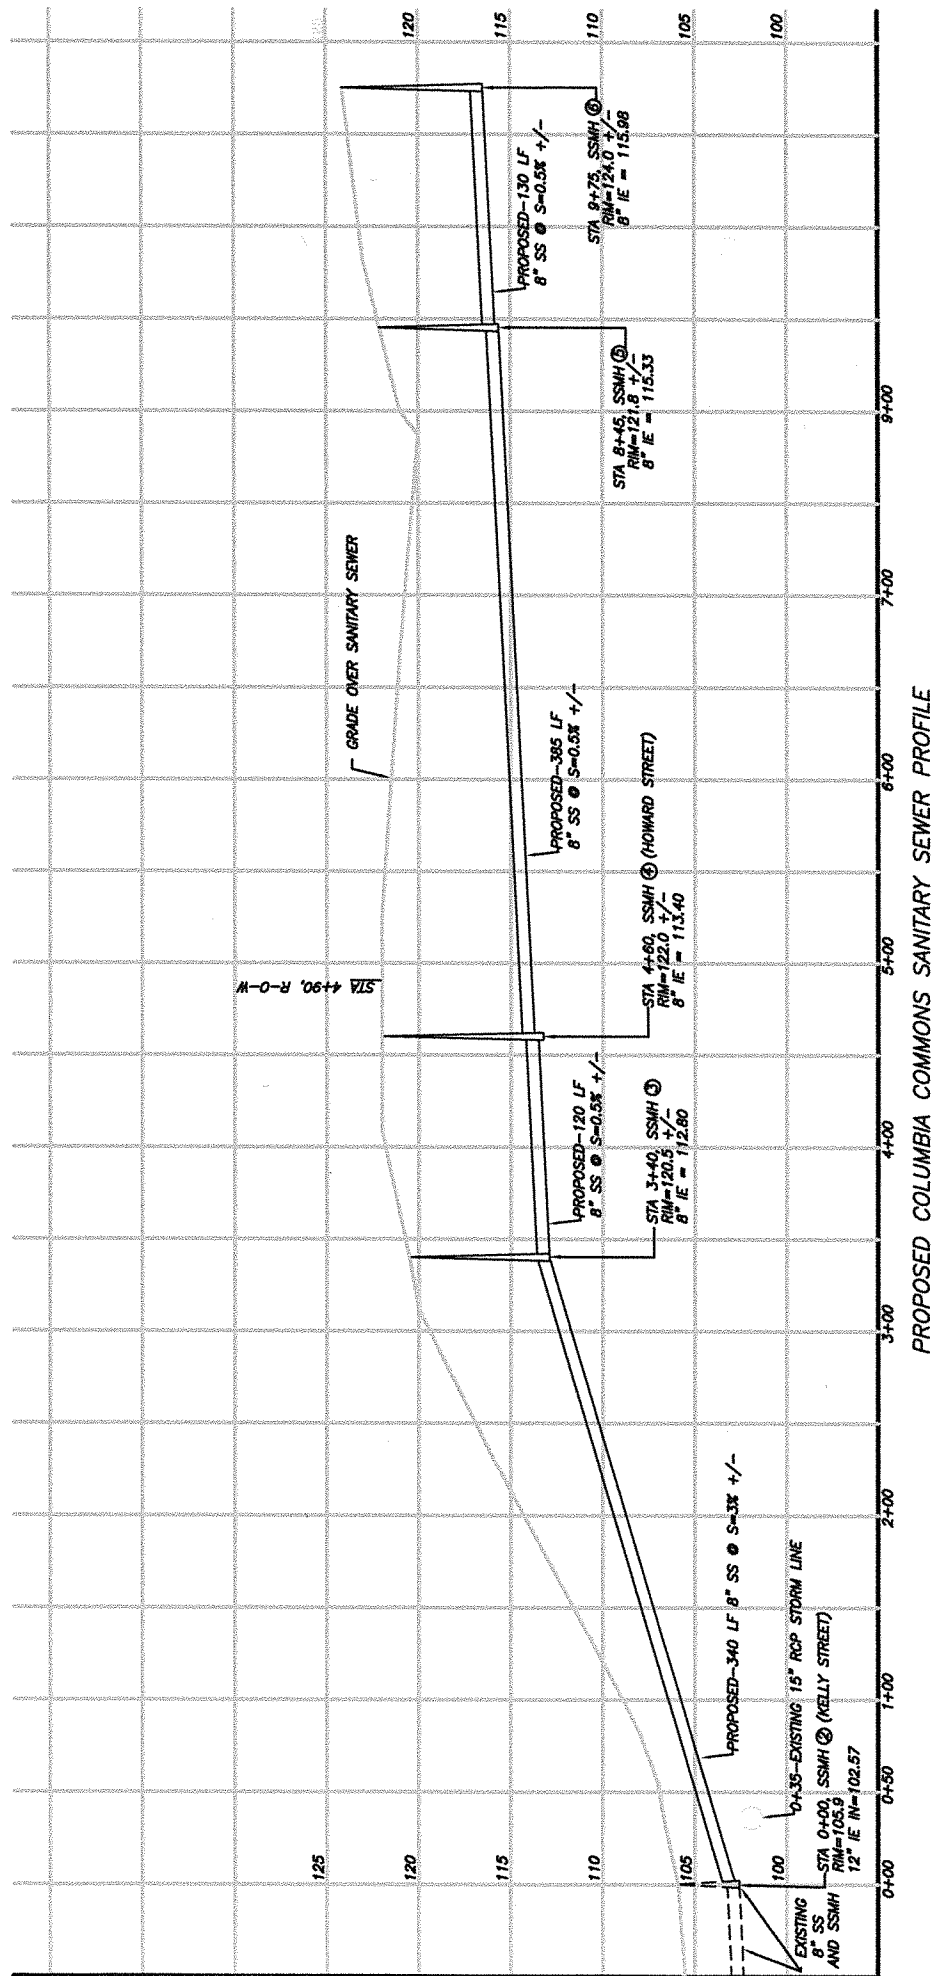 120
115
110
105
100
PROPOSED-130 LF
8" SS @ S=0.5% +/-
STA 9+75, SSMH ⑥
RIM=124.0 +/-
8" IE = 115.98
STA 8+45, SSMH ⑤
RIM=121.8 +/-
8" IE = 115.33
GRADE OVER SANITARY SEWER
PROPOSED-385 LF
8" SS @ S=0.5% +/-
STA 4+60, SSMH ④ (HOWARD STREET)
RIM=122.0 +/-
8" IE = 113.40
STA 4+90, R-O-W
PROPOSED-120 LF
8" SS @ S=0.5% +/-
STA 3+40, SSMH ③
RIM=120.5 +/-
8" IE = 112.80
PROPOSED-340 LF 8" SS @ S=3% +/-
0+35-EXISTING 15" RCP STORM LINE
STA 0+00, SSMH ② (KELLY STREET)
RIM=105.9
12" IE IN=102.57
EXISTING
8" SS
AND SSMH
125
120
115
110
105
100
0+00
0+50
1+00
2+00
3+00
4+00
5+00
6+00
7+00
9+00
PROPOSED COLUMBIA COMMONS SANITARY SEWER PROFILE